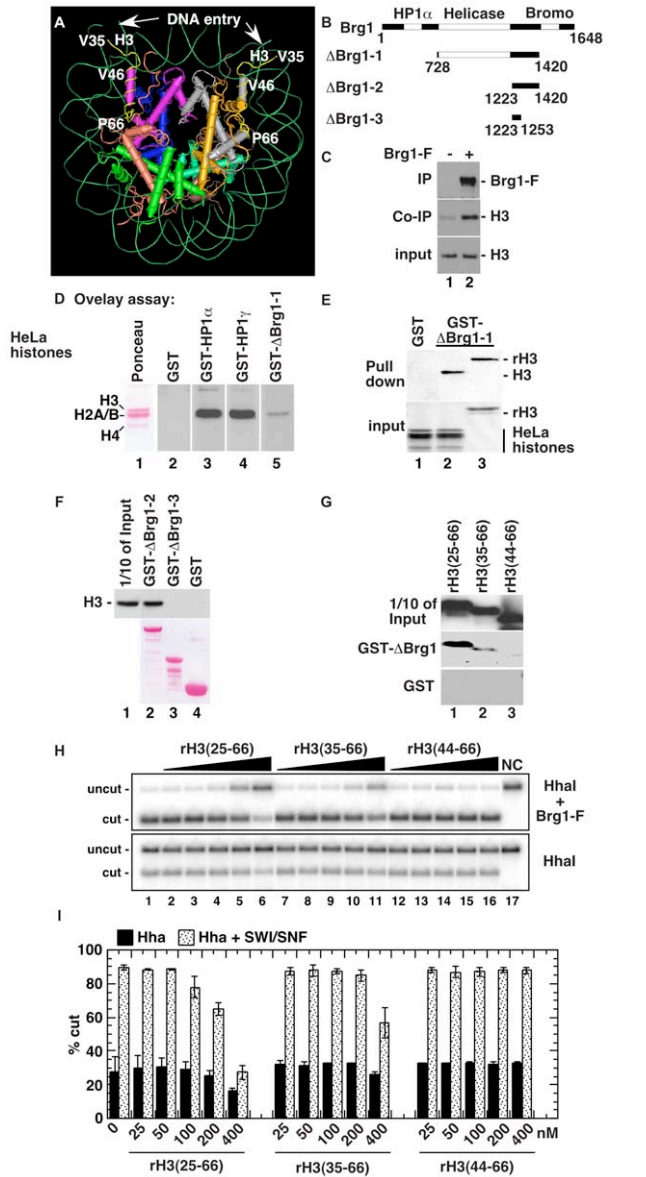 A
DNA entry
V35 H3
H3 V35
V46
V46
P66
P66
B
HP1α Helicase Bromo
Brg1
1 1648
ΔBrg1-1
728 1420
ΔBrg1-2
1223 1420
ΔBrg1-3
1223 1253
C
Brg1-F - +
IP - Brg1-F
Co-IP - H3
input - H3
1 2
D Ovelay assay:
HeLa
histones
Ponceau
GST
GST-HP1α
GST-HP1γ
GST-ΔBrg1-1
H3
H2A/B-
H4
1 2 3 4 5
E
GST
GST-
ΔBrg1-1
Pull
down
- rH3
- H3
input
- rH3
HeLa
histones
1 2 3
F
1/10 of Input
GST-ΔBrg1-2
GST-ΔBrg1-3
GST
H3 -
1 2 3 4
G
rH3(25-66)
rH3(35-66)
rH3(44-66)
1/10 of
Input
GST-ΔBrg1
GST
1 2 3
H
rH3(25-66) rH3(35-66) rH3(44-66) NC
uncut -
cut -
HhaI
+
Brg1-F
uncut -
cut -
HhaI
1 2 3 4 5 6 7 8 9 10 11 12 13 14 15 16 17
I
Hha Hha + SWI/SNF
100
80
60
40
20
0
% cut
0 25 50 100 200 400 25 50 100 200 400 25 50 100 200 400 nM
rH3(25-66) rH3(35-66) rH3(44-66)